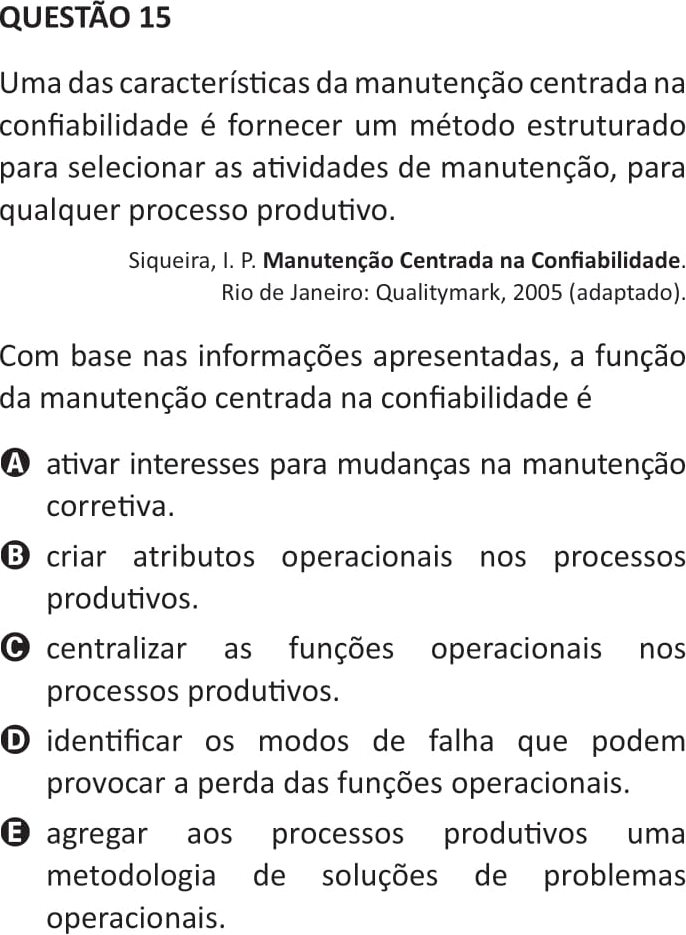 QUESTÃO 15
Uma das características da manutenção centrada na
confiabilidade é fornecer um método estruturado
para selecionar as atividades de manutenção, para
qualquer processo produtivo.
Siqueira, I. P. Manutenção Centrada na Confiabilidade.
Rio de Janeiro: Qualitymark, 2005 (adaptado).
Com base nas informações apresentadas, a função
da manutenção centrada na confiabilidade é
A ativar interesses para mudanças na manutenção
corretiva.
B criar atributos operacionais nos processos
produtivos.
C centralizar as funções operacionais nos
processos produtivos.
D identificar os modos de falha que podem
provocar a perda das funções operacionais.
E agregar aos processos produtivos uma
metodologia de soluções de problemas
operacionais.